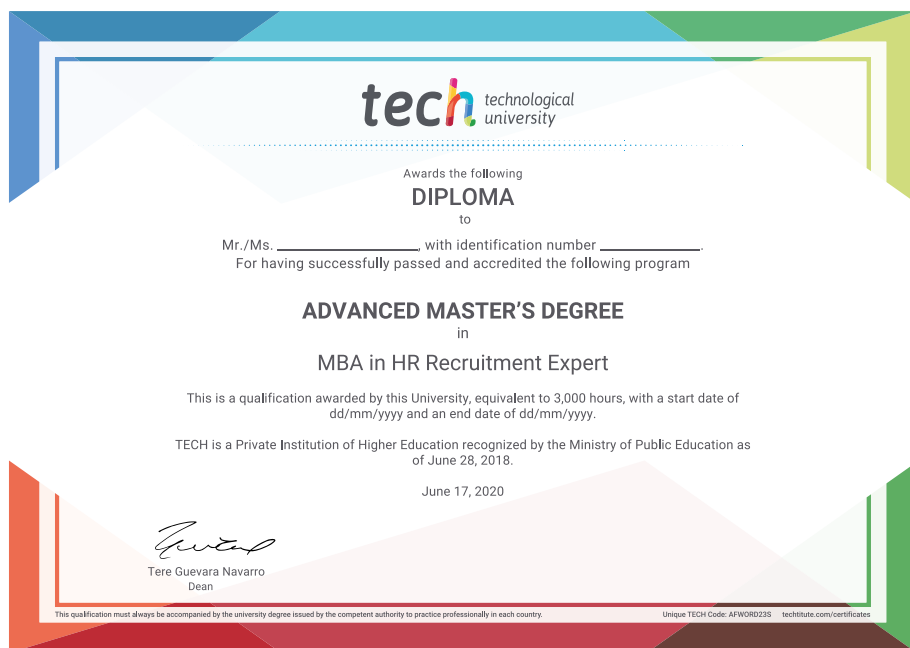 tech technological
university
Awards the following
DIPLOMA
to
Mr./Ms. ________________, with identification number ____________.
For having successfully passed and accredited the following program
ADVANCED MASTER'S DEGREE
in
MBA in HR Recruitment Expert
This is a qualification awarded by this University, equivalent to 3,000 hours, with a start date of
dd/mm/yyyy and an end date of dd/mm/yyyy.
TECH is a Private Institution of Higher Education recognized by the Ministry of Public Education as
of June 28, 2018.
June 17, 2020
Tere Guevara Navarro
Dean
This qualification must always be accompanied by the university degree issued by the competent authority to practice professionally in each country. Unique TECH Code: AFWORD23S techtitute.com/certificates